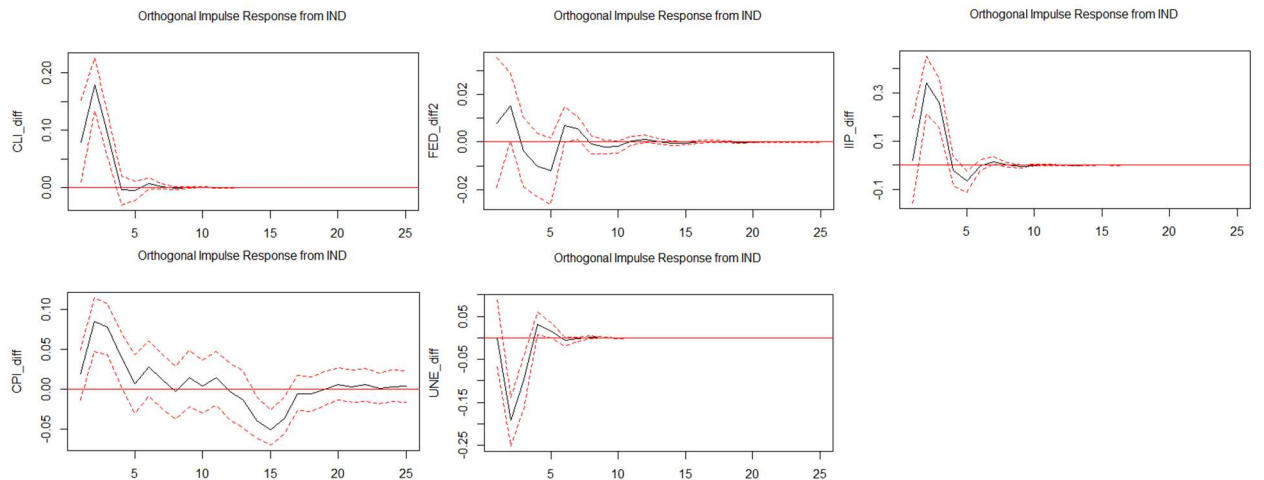 Orthogonal Impulse Response from IND
CLI_diff
0.20
0.10
0.00
5 10 15 20 25
Orthogonal Impulse Response from IND
FED_diff2
0.02
0.00
-0.02
5 10 15 20 25
Orthogonal Impulse Response from IND
IIP_diff
0.3
0.1
-0.1
5 10 15 20 25
Orthogonal Impulse Response from IND
CPI_diff
0.10
0.05
0.00
-0.05
5 10 15 20 25
Orthogonal Impulse Response from IND
UNE_diff
0.05
-0.05
-0.15
-0.25
5 10 15 20 25